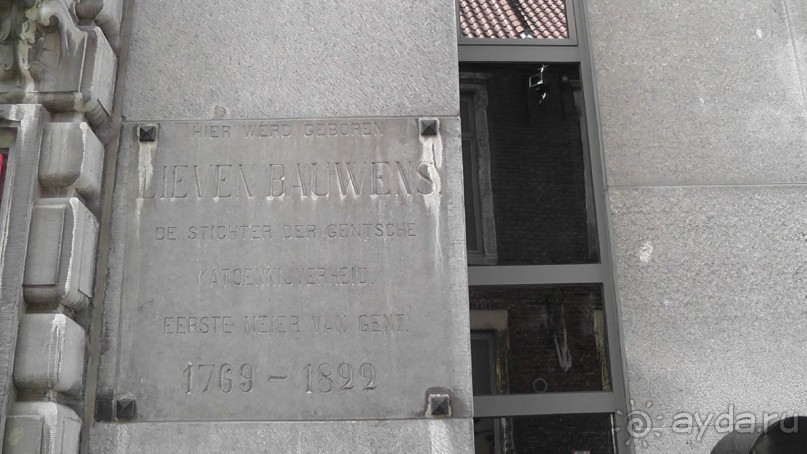 HIER WERD GEBOREN
LIEVEN BAUWENS.
DE STICHTER DER GENTSCHE
KATOENNIJVERHEID
EERSTE MEIER VAN GENT.
1769 – 1822
ayda.ru